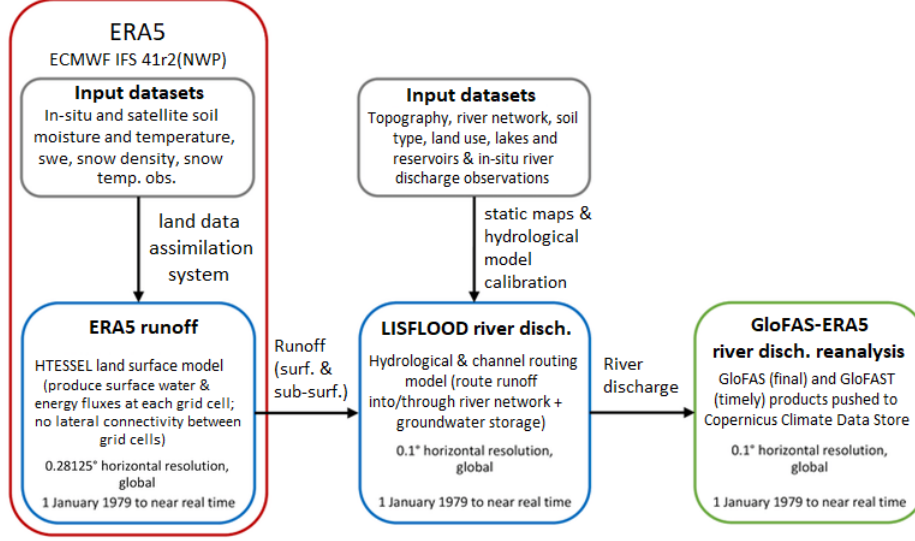 ERA5
ECMWF IFS 41r2(NWP)
Input datasets
In-situ and satellite soil
moisture and temperature,
swe, snow density, snow
temp. obs.
land data
assimilation
system
ERA5 runoff
HTESSEL land surface model
(produce surface water &
energy fluxes at each grid cell;
no lateral connectivity between
grid cells)
0.28125° horizontal resolution,
global
1 January 1979 to near real time
Runoff
(surf. &
sub-surf.)
Input datasets
Topography, river network, soil
type, land use, lakes and
reservoirs & in-situ river
discharge observations
static maps &
hydrological
model
calibration
LISFLOOD river disch.
Hydrological & channel routing
model (route runoff
into/through river network +
groundwater storage)
0.1° horizontal resolution,
global
1 January 1979 to near real time
River
discharge
GloFAS-ERA5
river disch. reanalysis
GloFAS (final) and GloFAST
(timely) products pushed to
Copernicus Climate Data Store
0.1° horizontal resolution,
global
1 January 1979 to near real time